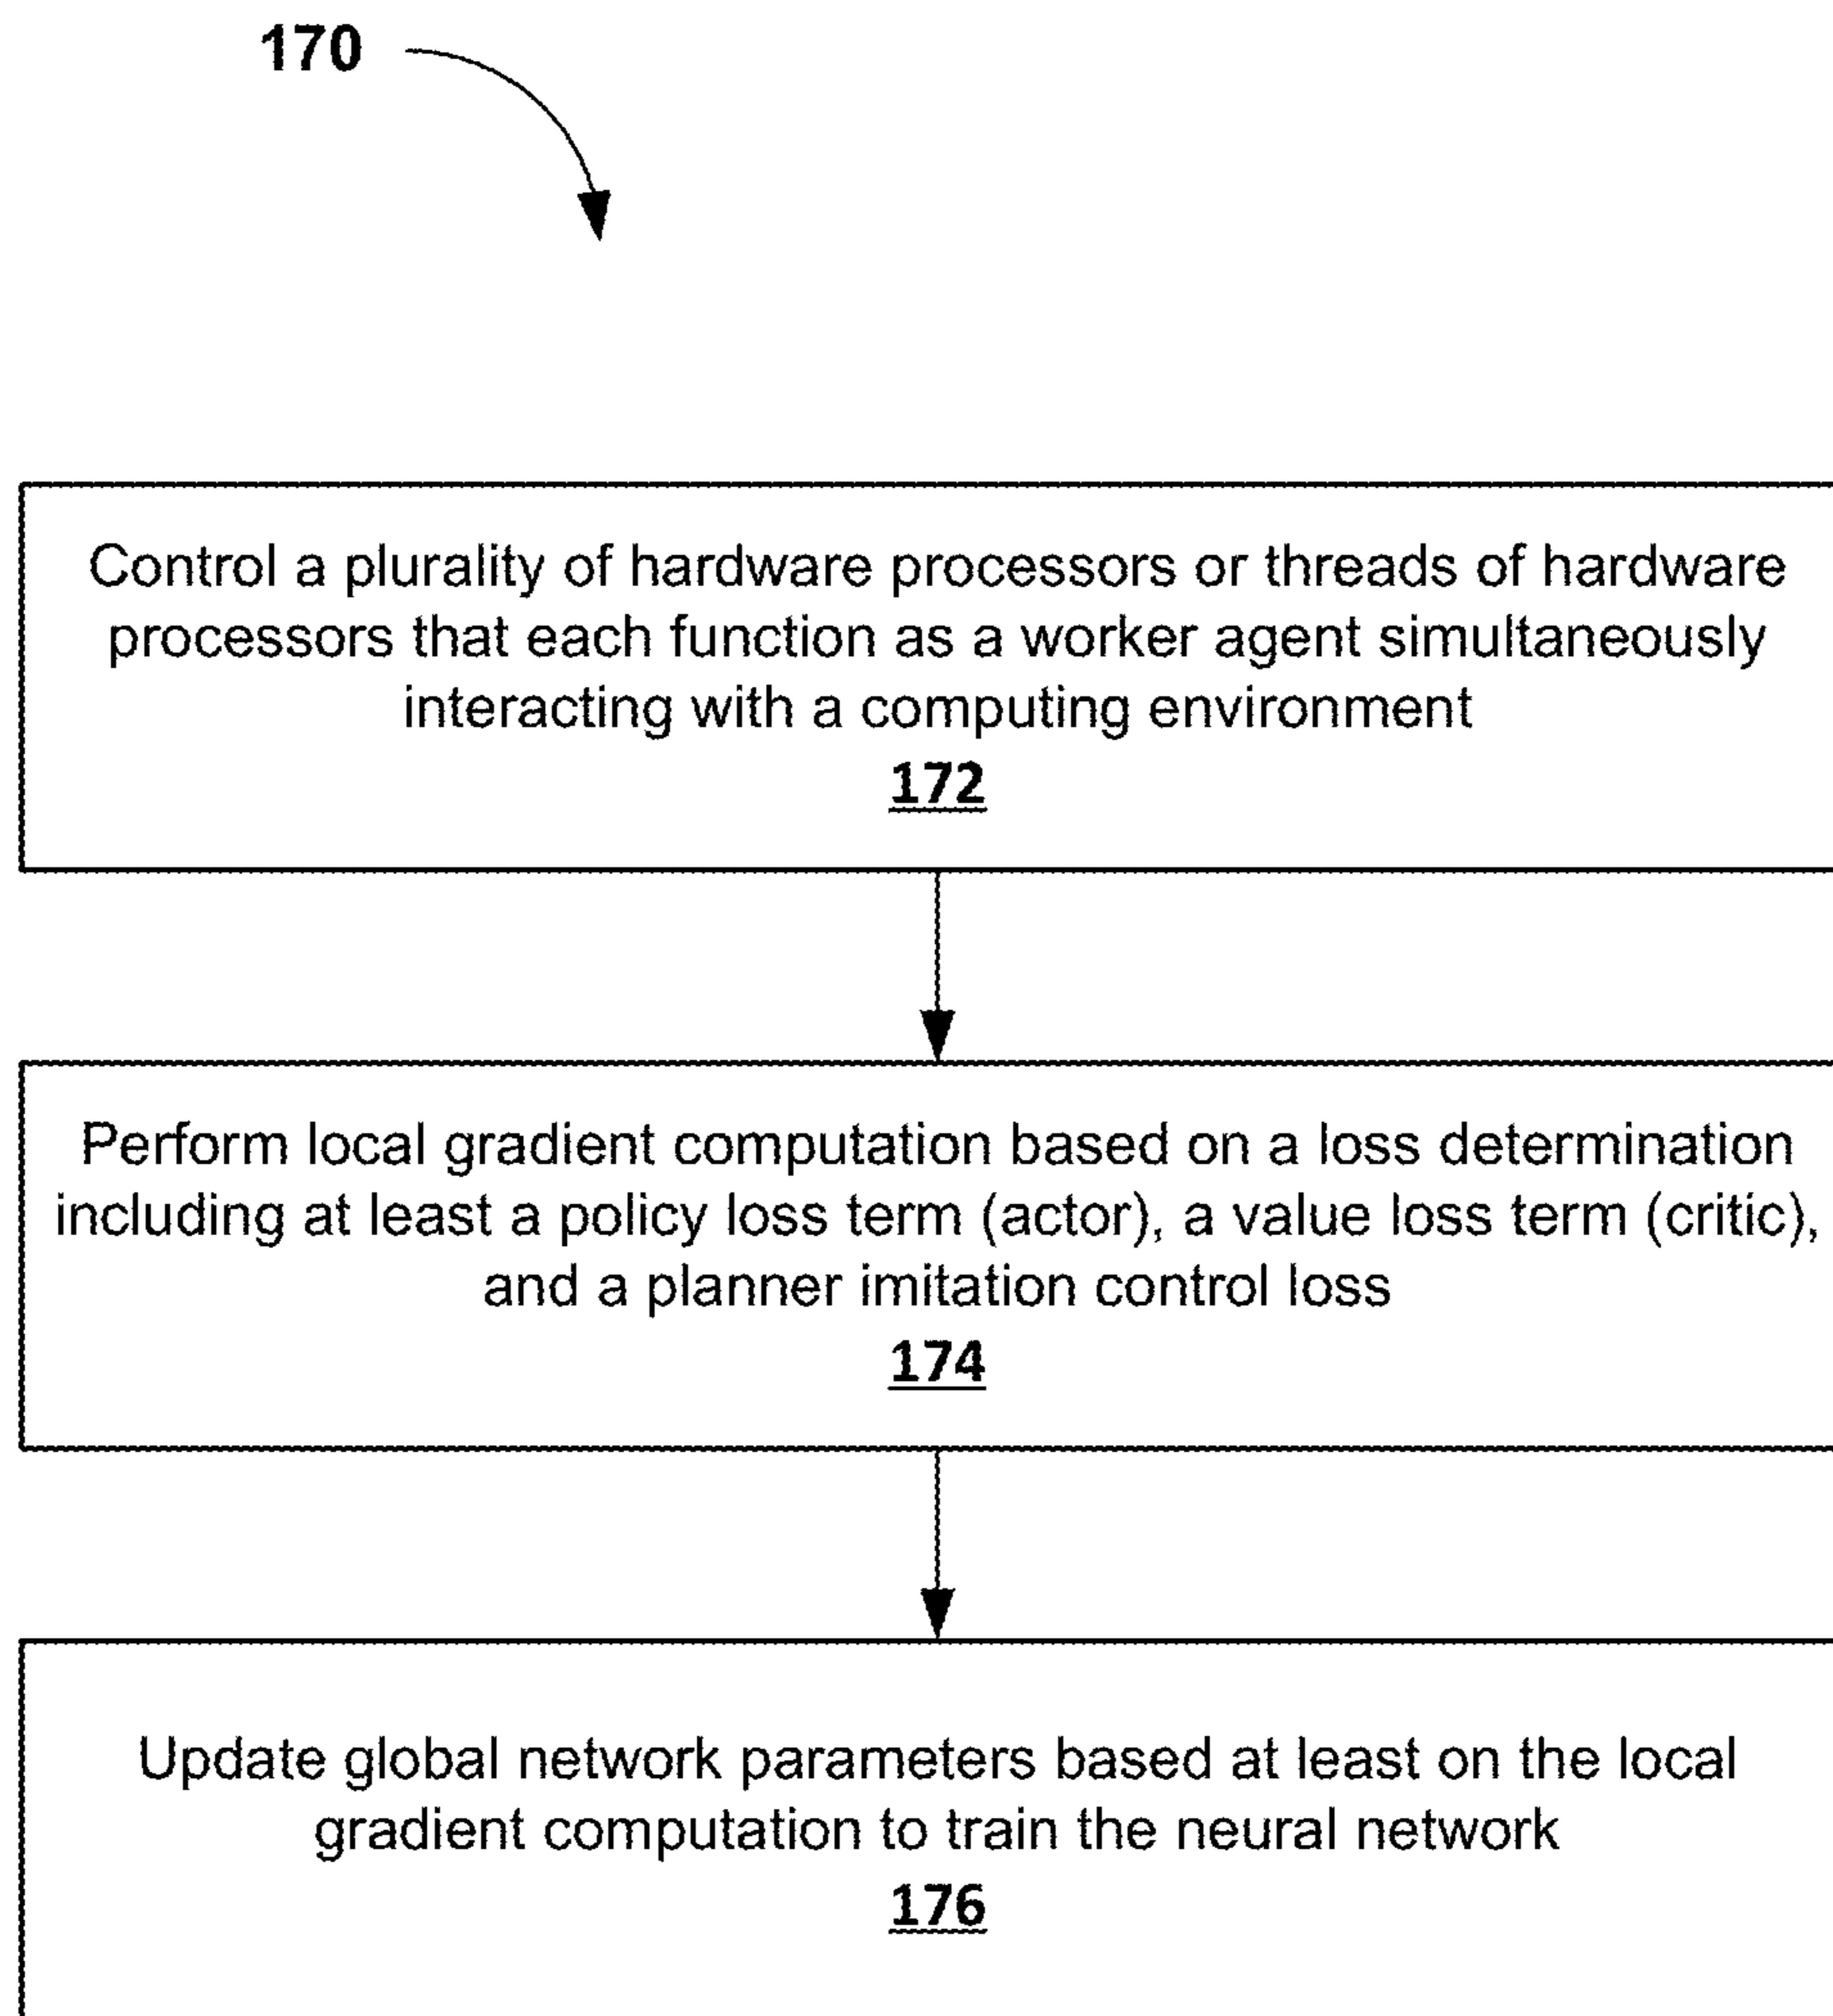 170
Control a plurality of hardware processors or threads of hardware
processors that each function as a worker agent simultaneously
interacting with a computing environment
172
Perform local gradient computation based on a loss determination
including at least a policy loss term (actor), a value loss term (critic),
and a planner imitation control loss
174
Update global network parameters based at least on the local
gradient computation to train the neural network
176